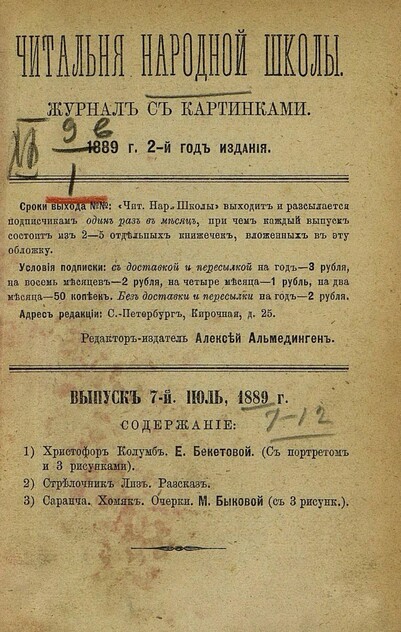 ЧИТАЛЬНЯ НАРОДНОЙ ШКОЛЫ.
ЖУРНАЛЪ СЪ КАРТИНКАМИ.
9 6
1889 г. 2-й годъ изданія.
1
Сроки выхода №№: «Чит. Нар. Школы» выходитъ и разсылается
подписчикамъ одинъ разъ въ мѣсяцъ, при чемъ каждый выпускъ
состоитъ изъ 2—5 отдѣльныхъ книжечекъ, вложенныхъ въ эту
обложку.
Условія подписки: съ доставкой и пересылкой на годъ—3 рубля,
на восемь мѣсяцевъ—2 рубля, на четыре мѣсяца—1 рубль, на два
мѣсяца—50 копѣекъ. Безъ доставки и пересылки на годъ—2 рубля.
Адресъ редакціи: С.-Петербургъ, Кирочная, д. 25.
Редакторъ-издатель Алексѣй Альмедингенъ.
ВЫПУСКЪ 7-й. ІЮЛЬ, 1889 г.
7-12
СОДЕРЖАНІЕ:
1) Христофоръ Колумбъ. Е. Бекетовой. (Съ портретомъ
и 3 рисунками).
2) Стрѣлочникъ Лизъ. Разсказъ.
3) Саранча. Хомякъ. Очерки. М. Быковой (съ 3 рисунк.).